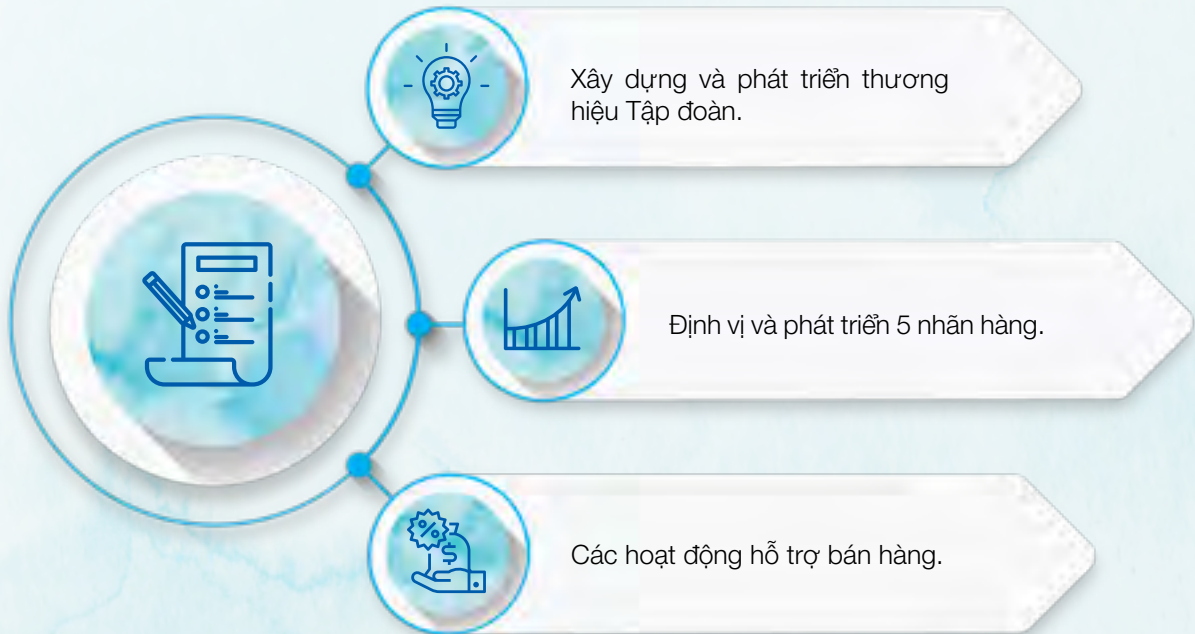 Xây dựng và phát triển thương
hiệu Tập đoàn.
Định vị và phát triển 5 nhãn hàng.
Các hoạt động hỗ trợ bán hàng.